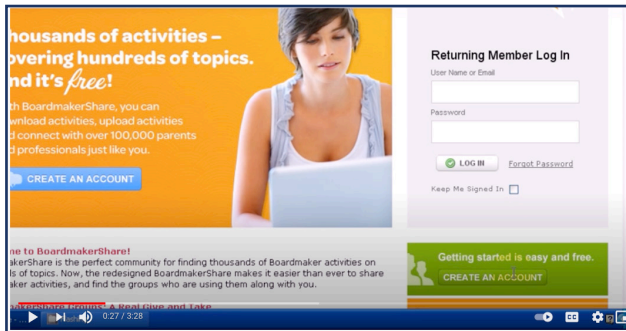 housands of activities –
overing hundreds of topics.
nd it's free!
th BoardmakerShare, you can
wnload activities, upload activities
d connect with over 100,000 parents
d professionals just like you.
CREATE AN ACCOUNT
Returning Member Log In
User Name or Email
Password
LOG IN
Forgot Password
Keep Me Signed In
me to BoardmakerShare!
akerShare is the perfect community for finding thousands of Boardmaker activities on
ds of topics. Now, the redesigned BoardmakerShare makes it easier than ever to share
aker activities, and find the groups who are using them along with you.
Getting started is easy and free.
CREATE AN ACCOUNT
makerShare Groups: A Real Give and Take
0:27 / 3:28
CC